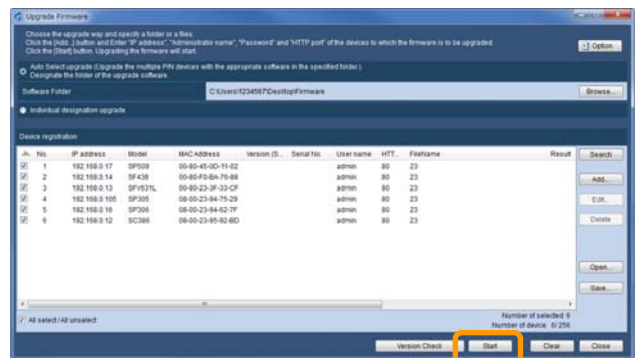 Upgrade Firmware
Choose the upgrade way and specify a folder or a files.
Click the [Add...] button and Enter "IP address", "Administrator name", "Password" and "HTTP port" of the devices to which the firmware is to be upgraded.
Click the [Start] button. Upgrading the firmware will start.
Option
Auto Select upgrade (Upgrade the multiple P/N devices with the appropriate software in the specified folder.).
Designate the folder of the upgrade software.
Software Folder C:\Users\1234567\Desktop\Firmware Browse...
Individual designation upgrade
Device registration
No. IP address Model MAC Address Version (S... Serial No. User name HTT... FileName Result Search
1 192.168.0.17 SP509 00-80-45-0D-11-02 admin 80 23
2 192.168.0.14 SF438 00-80-F0-BA-76-86 admin 80 23 Add...
3 192.168.0.13 SFV631L 00-80-23-3F-33-CF admin 80 23
4 192.168.0.105 SP305 08-00-23-94-75-29 admin 80 23 Edit...
5 192.168.0.16 SP306 08-00-23-94-62-7F admin 80 23
6 192.168.0.12 SC386 08-00-23-95-92-BD admin 80 23 Delete
Open...
Save...
All select / All unselect
Number of selected: 6
Number of device: 6/ 256
Version Check Start Clear Close